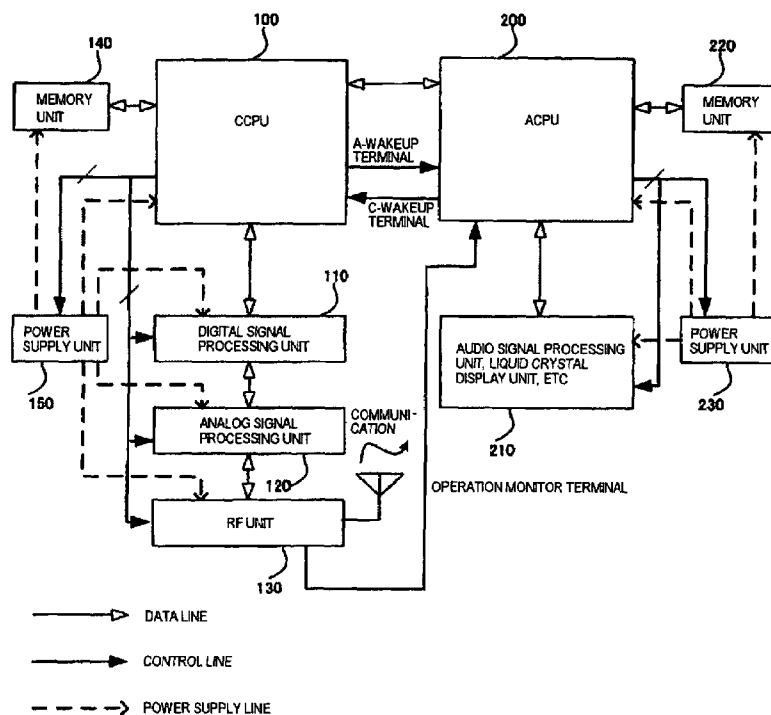 100
200
140
220
MEMORY
UNIT
CCPU
ACPU
MEMORY
UNIT
A-WAKEUP
TERMINAL
C-WAKEUP
TERMINAL
110
POWER
SUPPLY UNIT
150
DIGITAL SIGNAL
PROCESSING UNIT
AUDIO SIGNAL PROCESSING
UNIT, LIQUID CRYSTAL
DISPLAY UNIT, ETC
POWER
SUPPLY UNIT
230
210
COMMUNI-
CATION
ANALOG SIGNAL
PROCESSING UNIT
120
OPERATION MONITOR TERMINAL
RF UNIT
130
DATA LINE
CONTROL LINE
POWER SUPPLY LINE